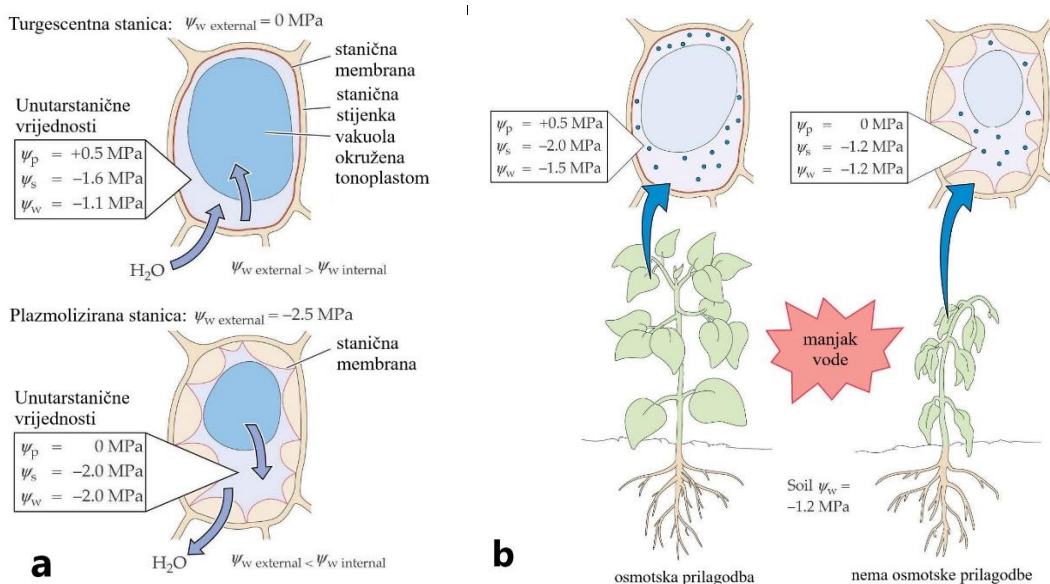 Turgescentna stanica: ψw external = 0 MPa
stanična
membrana
stanična
stijenka
vakuola
okružena
tonoplastom
Unutarstanične
vrijednosti
ψp = +0.5 MPa
ψs = –1.6 MPa
ψw = –1.1 MPa
H2O
ψw external > ψw internal
Plazmolizirana stanica: ψw external = –2.5 MPa
stanična
membrana
Unutarstanične
vrijednosti
ψp = 0 MPa
ψs = –2.0 MPa
ψw = –2.0 MPa
H2O
ψw external < ψw internal
a
ψp = +0.5 MPa
ψs = –2.0 MPa
ψw = –1.5 MPa
ψp = 0 MPa
ψs = –1.2 MPa
ψw = –1.2 MPa
manjak
vode
Soil ψw =
–1.2 MPa
b
osmotska prilagodba
nema osmotske prilagodbe